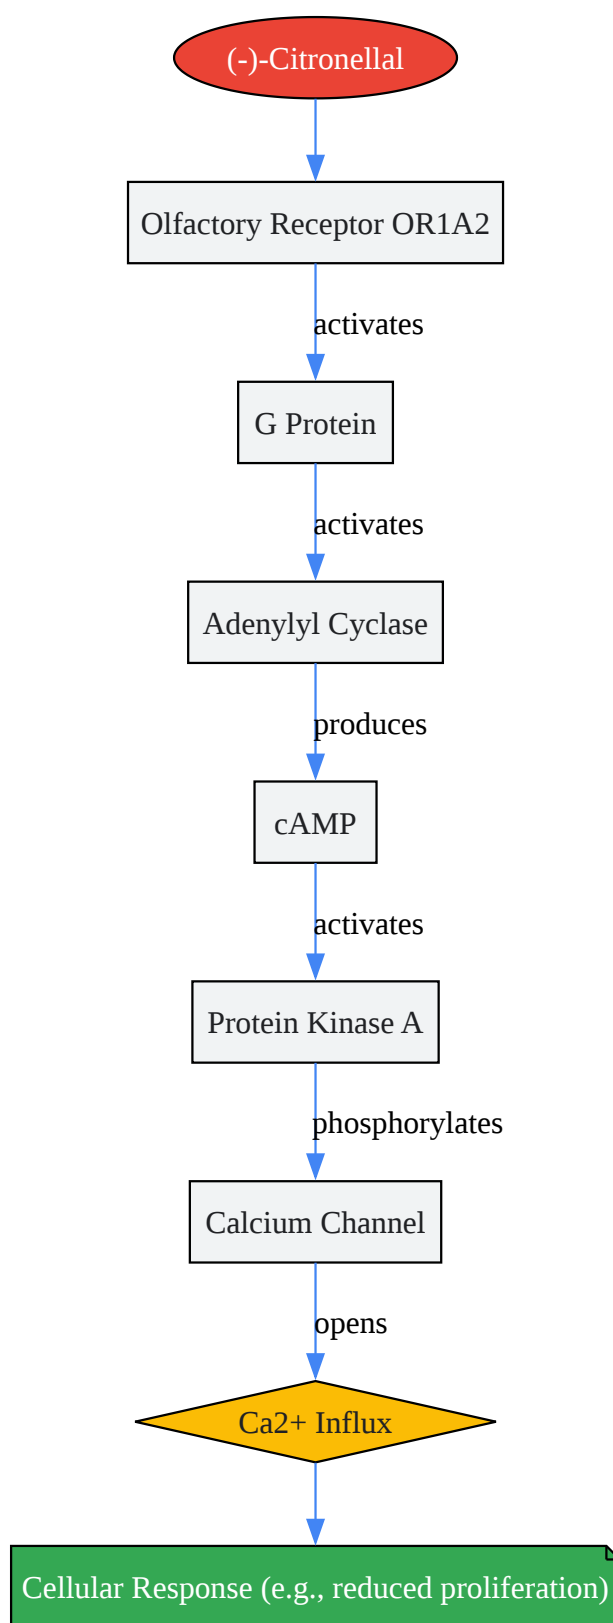 (-)-Citronellal
Olfactory Receptor OR1A2
activates
G Protein
activates
Adenylyl Cyclase
produces
cAMP
activates
Protein Kinase A
phosphorylates
Calcium Channel
opens
Ca2+ Influx
Cellular Response (e.g., reduced proliferation)